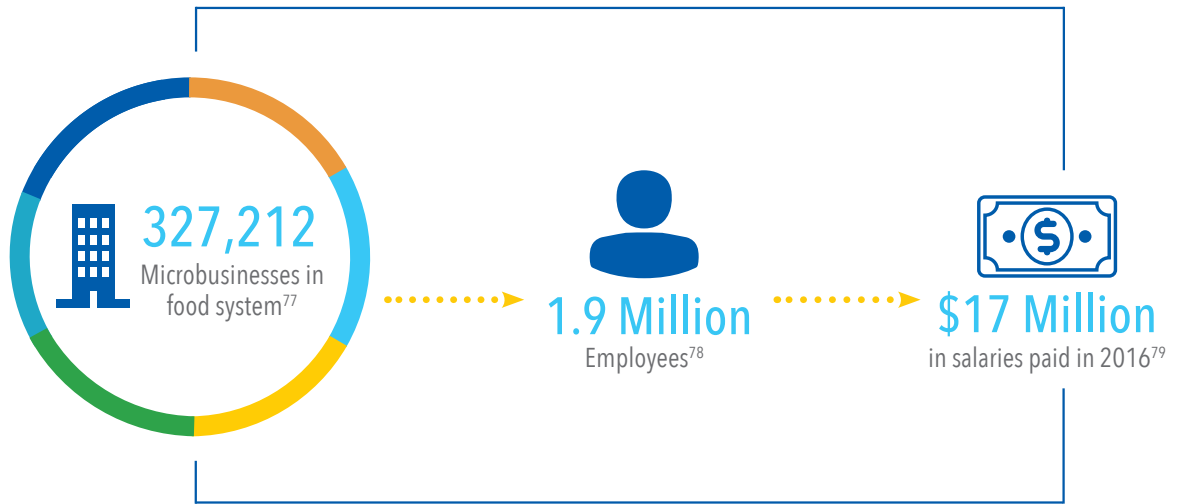 327,212
Microbusinesses in
food system77
1.9 Million
Employees78
$17 Million
in salaries paid in 201679